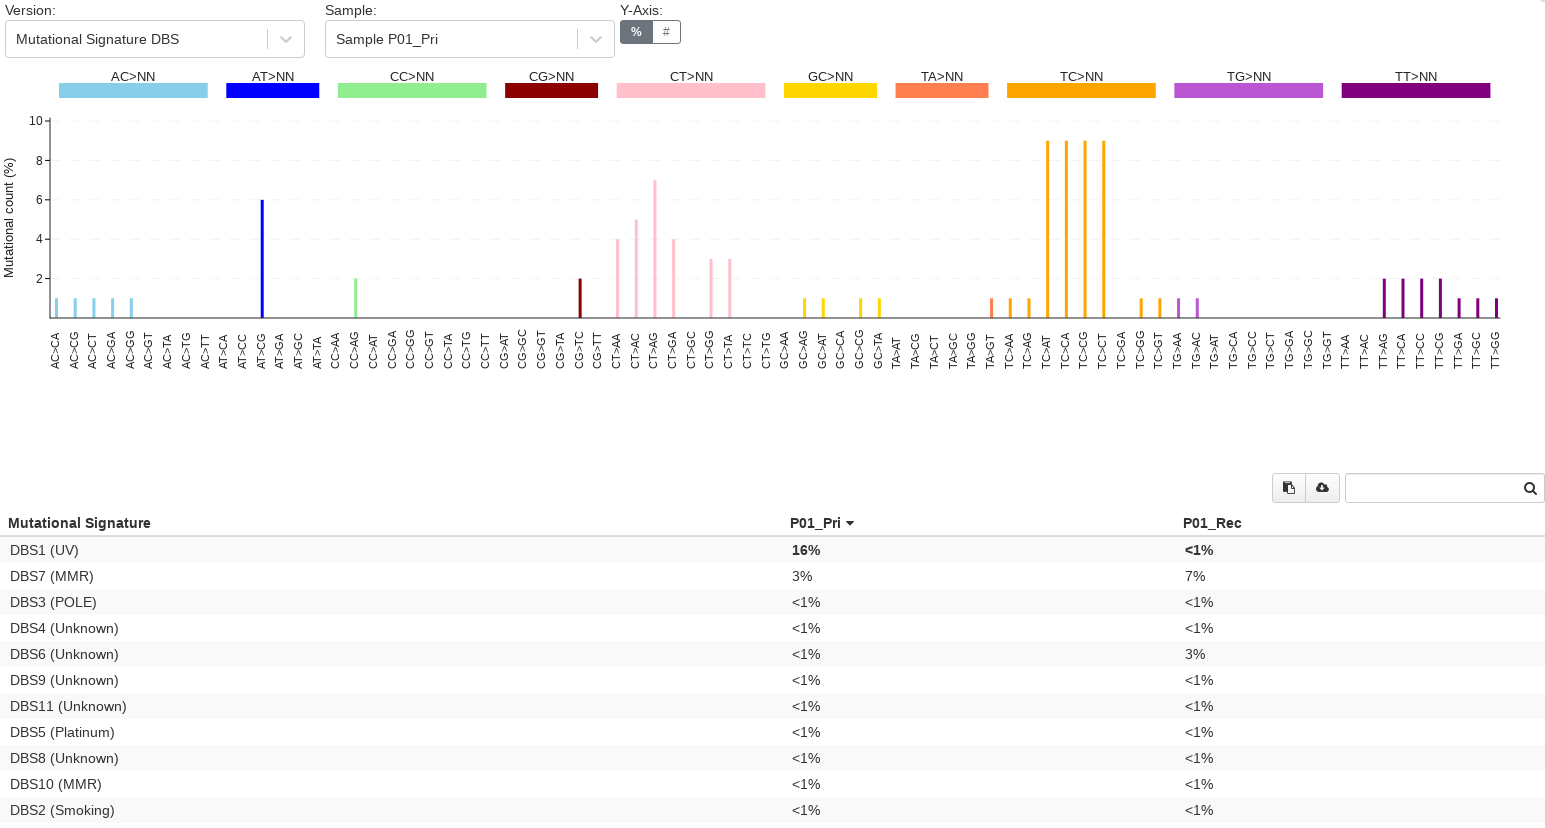 Version: Sample: Y-Axis:
Mutational Signature DBS Sample P01_Pri % #
AC>NN AT>NN CC>NN CG>NN CT>NN GC>NN TA>NN TC>NN TG>NN TT>NN
Mutational count (%)
10
8
6
4
2
AC>CA AC>CG AC>CT AC>GA AC>GG AC>GT AC>TA AC>TG AC>TT AT>CA AT>CC AT>CG AT>GA AT>GC AT>TA CC>AA CC>AG CC>AT CC>GA CC>GG CC>GT CC>TA CC>TG CC>TT CG>AT CG>GC CG>GT CG>TA CG>TC CG>TT CT>AA CT>AC CT>AG CT>GA CT>GC CT>GG CT>TA CT>TC CT>TG GC>AA GC>AG GC>AT GC>CA GC>CG GC>TA TA>AT TA>CG TA>CT TA>GC TA>GG TA>GT TC>AA TC>AG TC>AT TC>CA TC>CG TC>CT TC>GA TC>GG TC>GT TG>AA TG>AC TG>AT TG>CA TG>CC TG>CT TG>GA TG>GC TG>GT TT>AA TT>AC TT>AG TT>CA TT>CC TT>CG TT>GA TT>GC TT>GG
Mutational Signature P01_Pri P01_Rec
DBS1 (UV) 16% <1%
DBS7 (MMR) 3% 7%
DBS3 (POLE) <1% <1%
DBS4 (Unknown) <1% <1%
DBS6 (Unknown) <1% 3%
DBS9 (Unknown) <1% <1%
DBS11 (Unknown) <1% <1%
DBS5 (Platinum) <1% <1%
DBS8 (Unknown) <1% <1%
DBS10 (MMR) <1% <1%
DBS2 (Smoking) <1% <1%